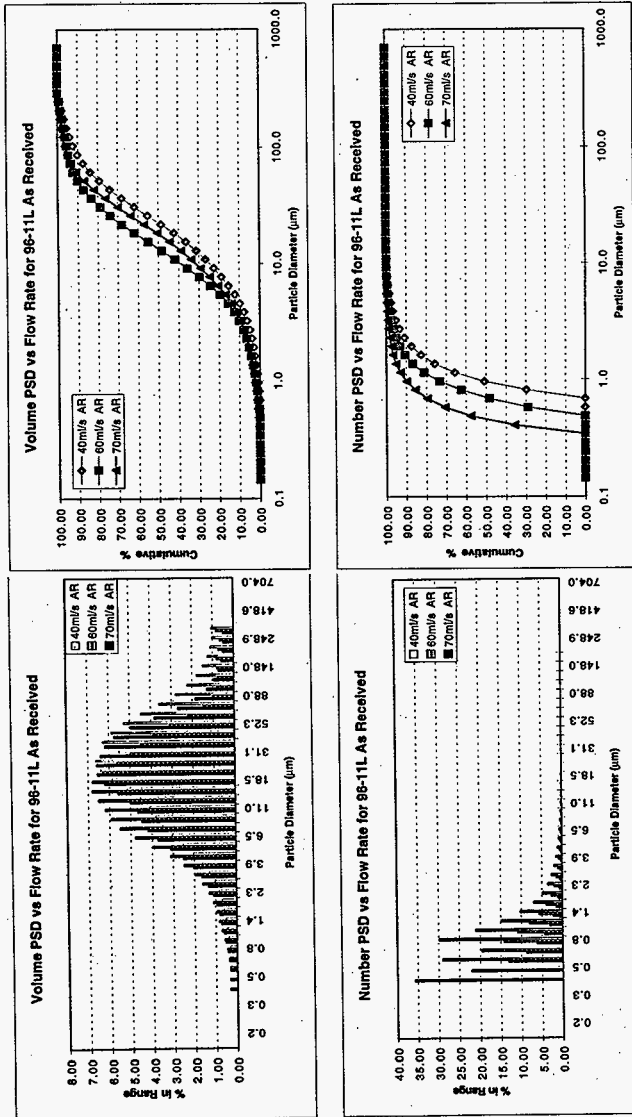 Volume PSD vs Flow Rate for 96-11L As Received
8.00
7.00
6.00
5.00
4.00
3.00
2.00
1.00
0.00
% In Range
40ml/s AR
60ml/s AR
70ml/s AR
0.2 0.3 0.5 0.8 1.4 2.3 3.9 6.5 11.0 18.5 31.1 52.3 88.0 148.0 248.9 418.6 704.0
Particle Diameter (µm)
Volume PSD vs Flow Rate for 96-11L As Received
100.00
90.00
80.00
70.00
60.00
50.00
40.00
30.00
20.00
10.00
0.00
Cumulative %
40ml/s AR
60ml/s AR
70ml/s AR
0.1 1.0 10.0 100.0 1000.0
Particle Diameter (µm)
Number PSD vs Flow Rate for 96-11L As Received
40.00
35.00
30.00
25.00
20.00
15.00
10.00
5.00
0.00
% In Range
40ml/s AR
60ml/s AR
70ml/s AR
0.2 0.3 0.5 0.8 1.4 2.3 3.9 6.5 11.0 18.5 31.1 52.3 88.0 148.0 248.9 418.6 704.0
Particle Diameter (µm)
Number PSD vs Flow Rate for 96-11L As Received
100.00
90.00
80.00
70.00
60.00
50.00
40.00
30.00
20.00
10.00
0.00
Cumulative %
40ml/s AR
60ml/s AR
70ml/s AR
0.1 1.0 10.0 100.0 1000.0
Particle Diameter (µm)